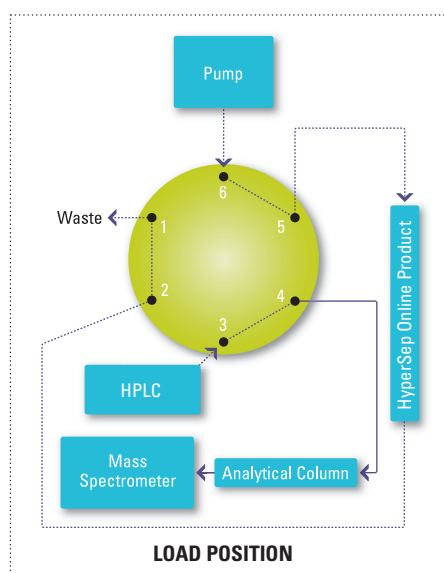 Pump
6
Waste
1
5
2
4
3
HyperSep Online Product
HPLC
Mass
Spectrometer
Analytical Column
LOAD POSITION